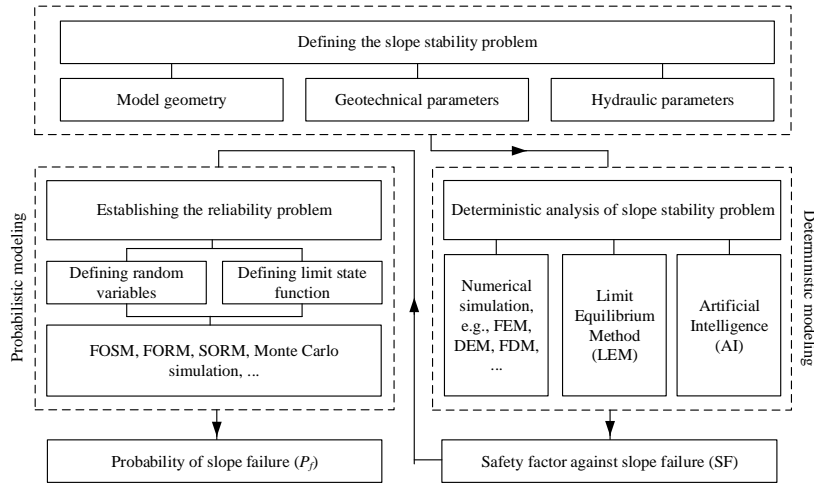 Defining the slope stability problem
Model geometry
Geotechnical parameters
Hydraulic parameters
Probabilistic modeling
Establishing the reliability problem
Defining random
variables
Defining limit state
function
FOSM, FORM, SORM, Monte Carlo
simulation, ...
Probability of slope failure (Pf)
Deterministic analysis of slope stability problem
Numerical
simulation,
e.g., FEM,
DEM, FDM,
...
Limit
Equilibrium
Method
(LEM)
Artificial
Intelligence
(AI)
Deterministic modeling
Safety factor against slope failure (SF)